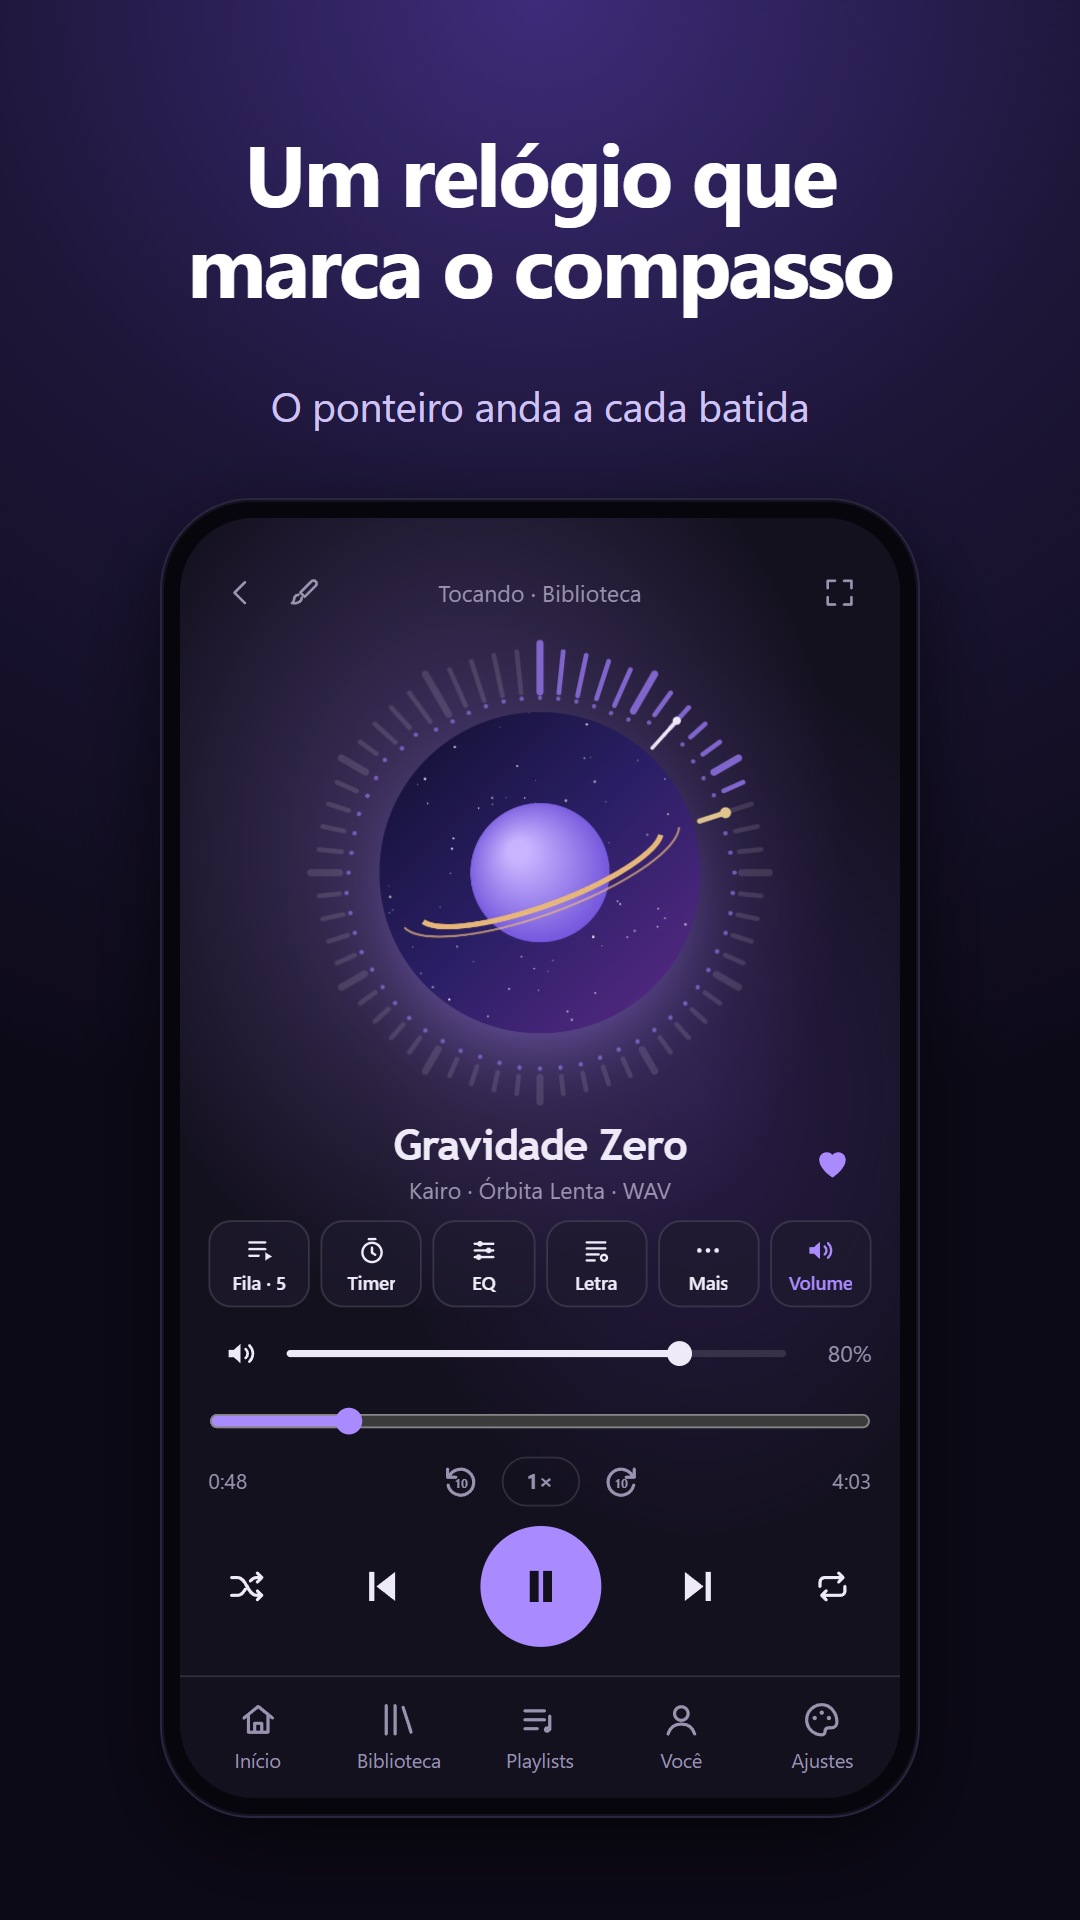 Um relógio que
marca o compasso
O ponteiro anda a cada batida
Tocando · Biblioteca
Gravidade Zero
Kairo · Órbita Lenta · WAV
Fila · 5
Timer
EQ
Letra
Mais
Volume
80%
0:48
10
1×
10
4:03
Início
Biblioteca
Playlists
Você
Ajustes